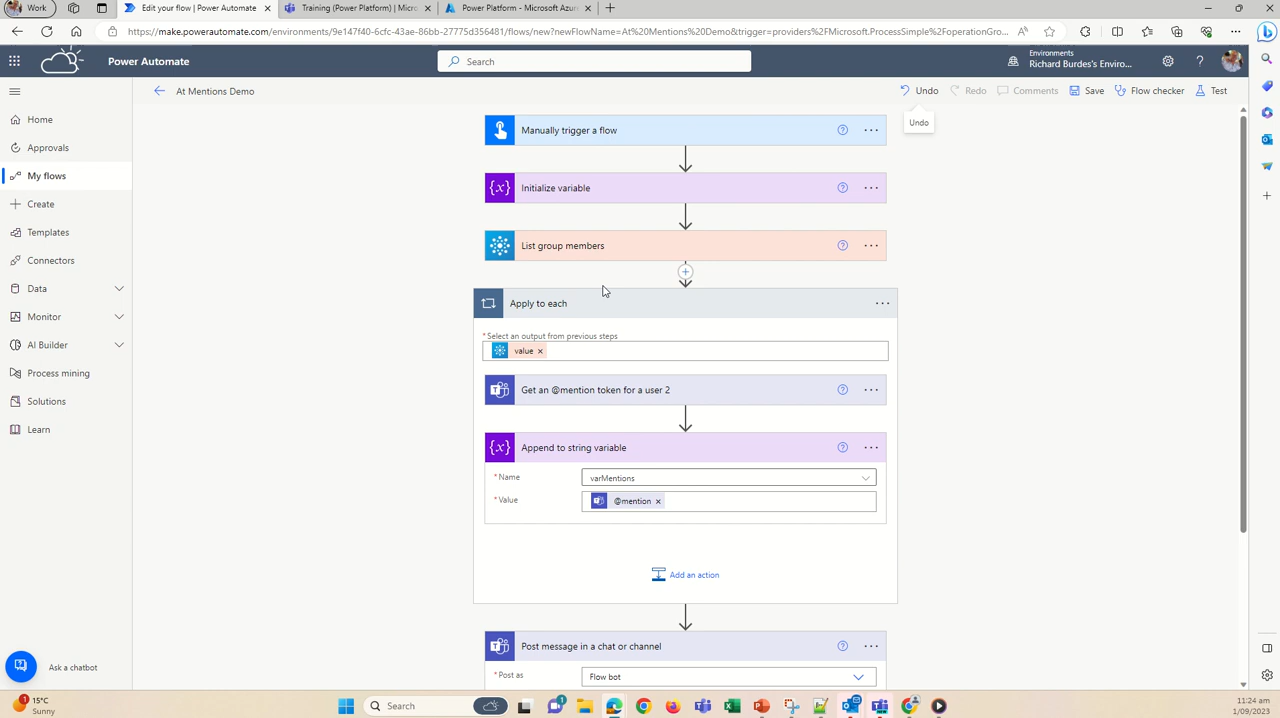 Work
Edit your flow | Power Automate
Training (Power Platform) | Micro
Power Platform - Microsoft Azure
https://make.powerautomate.com/environments/9e147f40-6cfc-43ae-86bb-27775d356481/flows/new?newFlowName=At%20Mentions%20Demo&trigger=providers%2FMicrosoft.ProcessSimple%2FoperationGro...
Power Automate
Search
Environments
Richard Burdes's Enviro...
At Mentions Demo
Undo
Redo
Comments
Save
Flow checker
Test
Undo
Home
Approvals
My flows
Create
Templates
Connectors
Data
Monitor
AI Builder
Process mining
Solutions
Learn
Manually trigger a flow
Initialize variable
List group members
Apply to each
*Select an output from previous steps
value
Get an @mention token for a user 2
Append to string variable
*Name
varMentions
*Value
@mention
Add an action
Post message in a chat or channel
*Post as
Flow bot
Ask a chatbot
1
15°C
Sunny
Search
1
11:24 am
1/09/2023